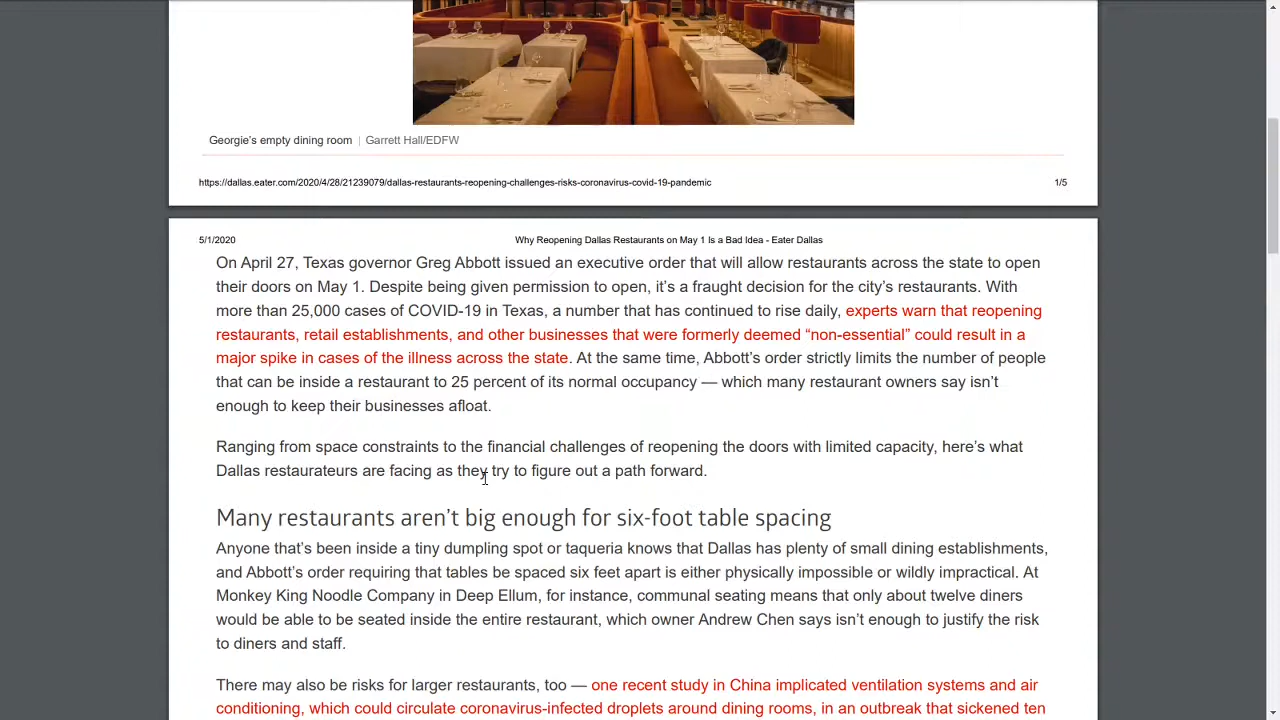 Georgie's empty dining room | Garrett Hall/EDFW
https://dallas.eater.com/2020/4/28/21239079/dallas-restaurants-reopening-challenges-risks-coronavirus-covid-19-pandemic 1/5
5/1/2020 Why Reopening Dallas Restaurants on May 1 Is a Bad Idea - Eater Dallas
On April 27, Texas governor Greg Abbott issued an executive order that will allow restaurants across the state to open
their doors on May 1. Despite being given permission to open, it's a fraught decision for the city's restaurants. With
more than 25,000 cases of COVID-19 in Texas, a number that has continued to rise daily, experts warn that reopening
restaurants, retail establishments, and other businesses that were formerly deemed “non-essential” could result in a
major spike in cases of the illness across the state. At the same time, Abbott's order strictly limits the number of people
that can be inside a restaurant to 25 percent of its normal occupancy — which many restaurant owners say isn't
enough to keep their businesses afloat.
Ranging from space constraints to the financial challenges of reopening the doors with limited capacity, here's what
Dallas restaurateurs are facing as they try to figure out a path forward.
Many restaurants aren't big enough for six-foot table spacing
Anyone that's been inside a tiny dumpling spot or taqueria knows that Dallas has plenty of small dining establishments,
and Abbott's order requiring that tables be spaced six feet apart is either physically impossible or wildly impractical. At
Monkey King Noodle Company in Deep Ellum, for instance, communal seating means that only about twelve diners
would be able to be seated inside the entire restaurant, which owner Andrew Chen says isn't enough to justify the risk
to diners and staff.
There may also be risks for larger restaurants, too — one recent study in China implicated ventilation systems and air
conditioning, which could circulate coronavirus-infected droplets around dining rooms, in an outbreak that sickened ten